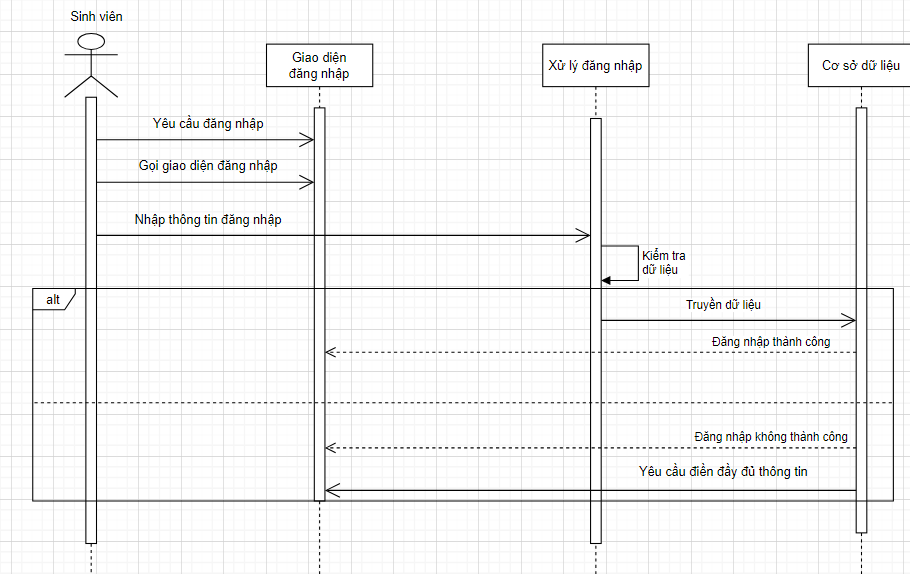 Sinh viên
Giao diện
đăng nhập
Xử lý đăng nhập
Cơ sở dữ liệu
Yêu cầu đăng nhập
Gọi giao diện đăng nhập
Nhập thông tin đăng nhập
Kiểm tra
dữ liệu
alt
Truyền dữ liệu
Đăng nhập thành công
Đăng nhập không thành công
Yêu cầu điền đầy đủ thông tin